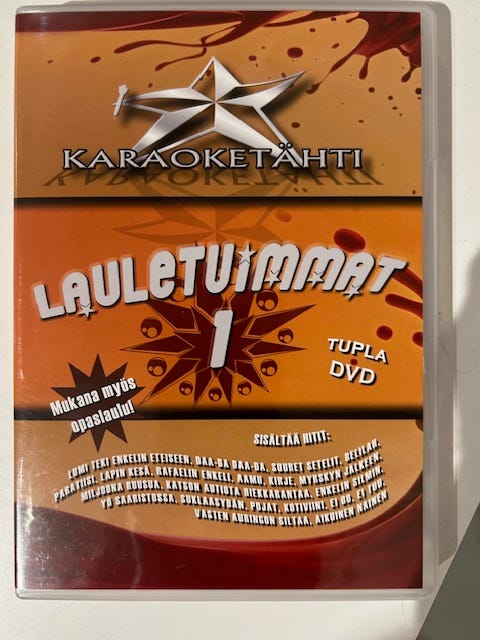 KARAOKETÄHTI
LAULETUIMMAT
1
TUPLA
DVD
Mukana myös
opaslaulu!
SISÄLTÄÄ HITIT:
LUMI TEKI ENKELIN ETEISEEN, DAA-DA DAA-DA, SUURET SETELIT, DELILAH,
PARATIISI, LAPIN KESÄ, RAFAELIN ENKELI, AAMU, KIRJE, MYRSKYN JÄLKEEN,
MILJOONA RUUSUA, KATSON AUTIOTA HIEKKARANTAA, ENKELIN SILMIN,
YÖ SAARISTOSSA, SUKLAASYDÄN, POJAT, KOTIVIINI, EI OO, EI TUU,
VASTEN AURINGON SILTAA, AIKUINEN NAINEN